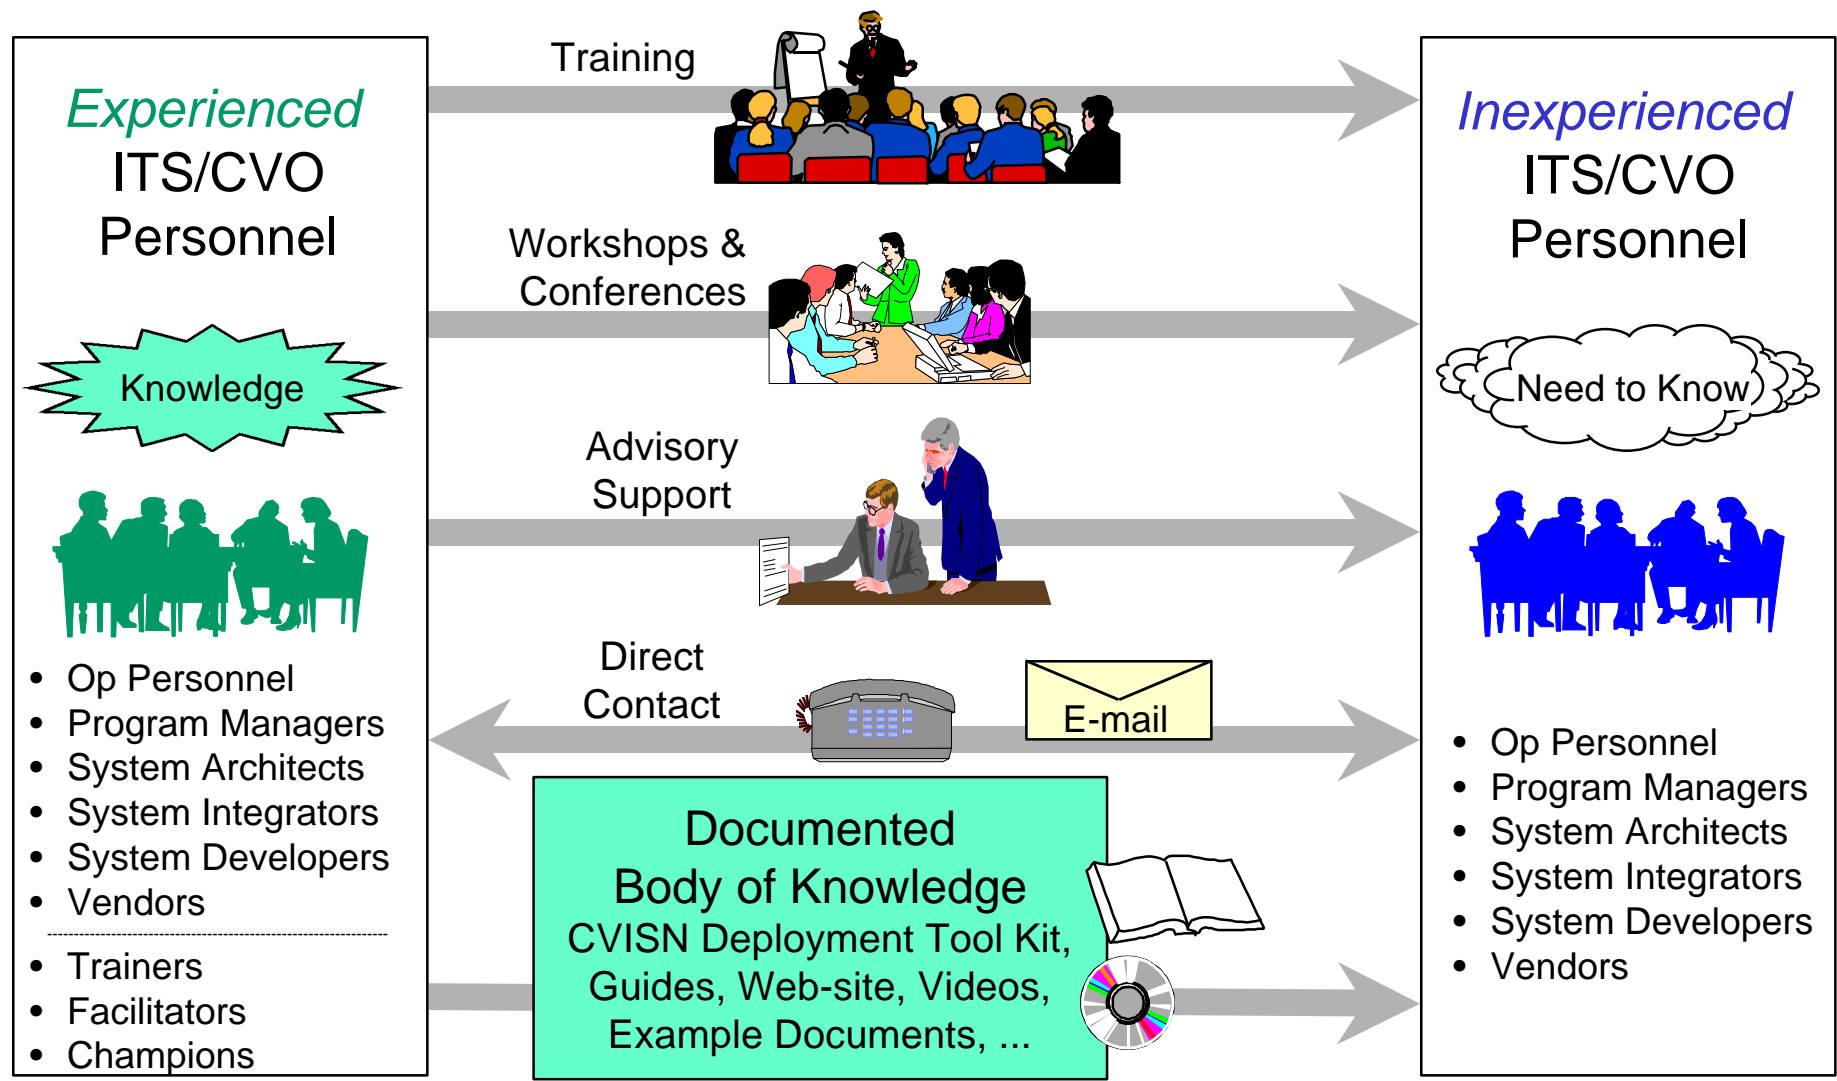 Experienced
ITS/CVO
Personnel
Knowledge
• Op Personnel
• Program Managers
• System Architects
• System Integrators
• System Developers
• Vendors
• Trainers
• Facilitators
• Champions
Training
Workshops &
Conferences
Advisory
Support
Direct
Contact
E-mail
Documented
Body of Knowledge
CVISN Deployment Tool Kit,
Guides, Web-site, Videos,
Example Documents, ...
Inexperienced
ITS/CVO
Personnel
Need to Know
• Op Personnel
• Program Managers
• System Architects
• System Integrators
• System Developers
• Vendors